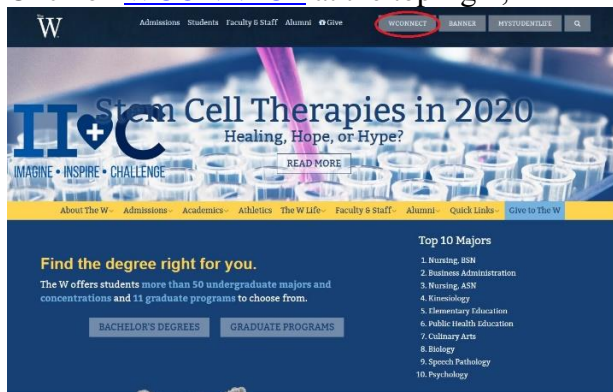 The
W.
Admissions Students Faculty & Staff Alumni Give
WCONNECT BANNER MYSTUDENTLIFE
Stem Cell Therapies in 2020
Healing, Hope, or Hype?
READ MORE
II C
IMAGINE • INSPIRE • CHALLENGE
About The W Admissions Academics Athletics The W Life Faculty & Staff Alumni Quick Links Give to The W
Find the degree right for you.
The W offers students more than 50 undergraduate majors and
concentrations and 11 graduate programs to choose from.
BACHELOR'S DEGREES GRADUATE PROGRAMS
Top 10 Majors
1. Nursing, BSN
2. Business Administration
3. Nursing, ASN
4. Kinesiology
5. Elementary Education
6. Public Health Education
7. Culinary Arts
8. Biology
9. Speech Pathology
10. Psychology